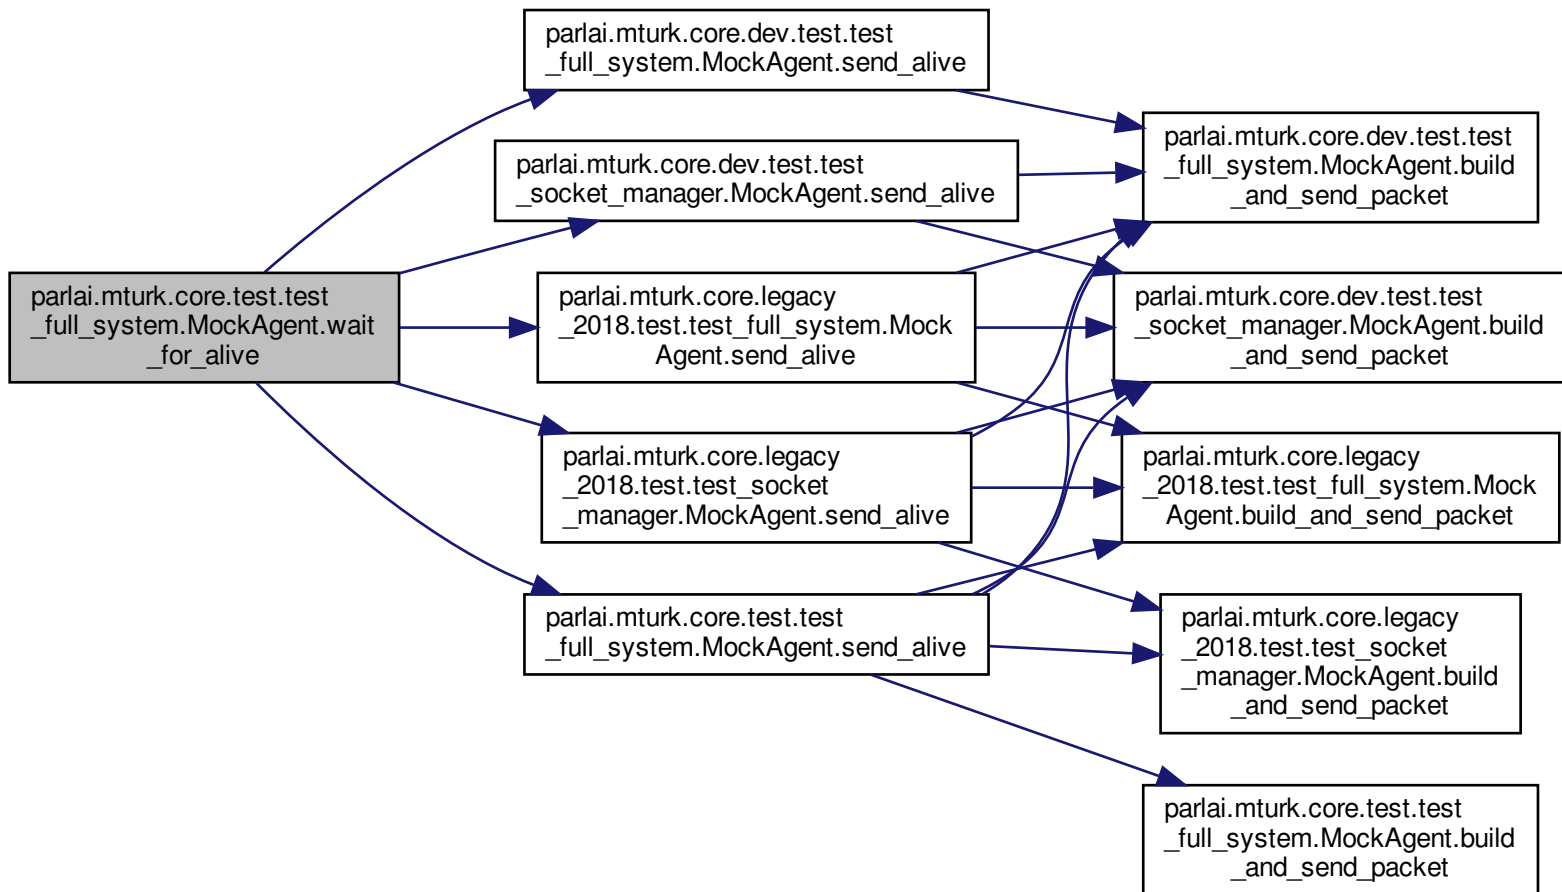 parlai.mturk.core.test.test
_full_system.MockAgent.wait
_for_alive
parlai.mturk.core.dev.test.test
_full_system.MockAgent.send_alive
parlai.mturk.core.dev.test.test
_socket_manager.MockAgent.send_alive
parlai.mturk.core.legacy
_2018.test.test_full_system.Mock
Agent.send_alive
parlai.mturk.core.legacy
_2018.test.test_socket
_manager.MockAgent.send_alive
parlai.mturk.core.test.test
_full_system.MockAgent.send_alive
parlai.mturk.core.dev.test.test
_full_system.MockAgent.build
_and_send_packet
parlai.mturk.core.dev.test.test
_socket_manager.MockAgent.build
_and_send_packet
parlai.mturk.core.legacy
_2018.test.test_full_system.Mock
Agent.build_and_send_packet
parlai.mturk.core.legacy
_2018.test.test_socket
_manager.MockAgent.build
_and_send_packet
parlai.mturk.core.test.test
_full_system.MockAgent.build
_and_send_packet